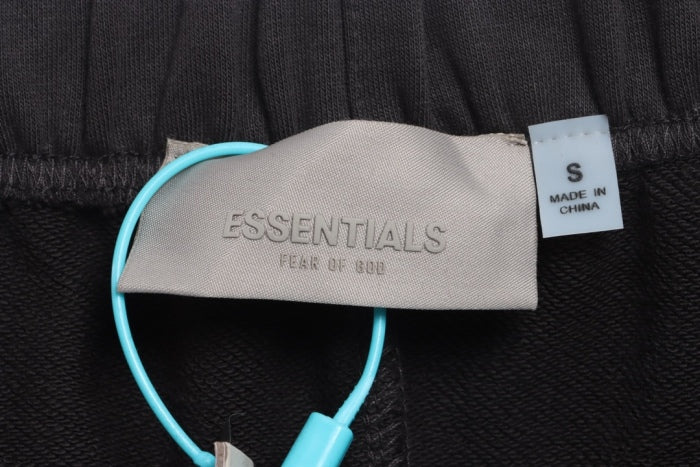 ESSENTIALS
FEAR OF GOD
S
MADE IN
CHINA